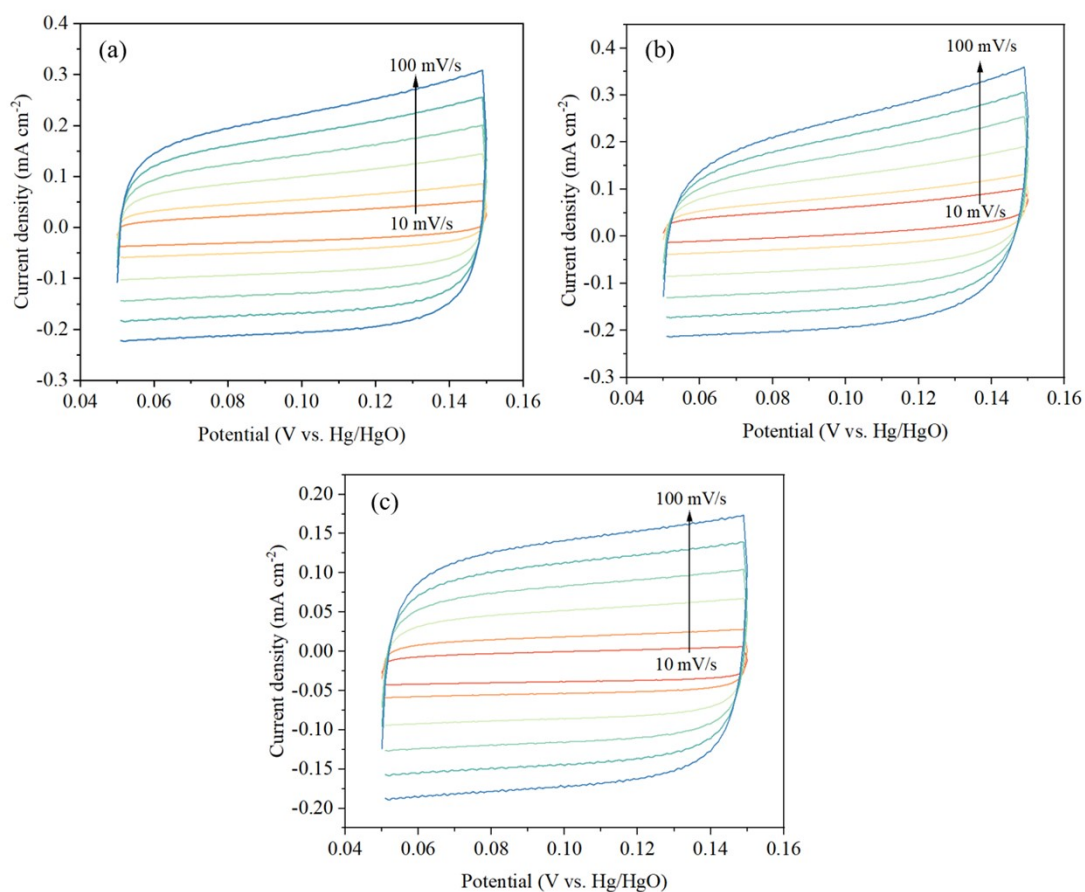 (a)
100 mV/s
10 mV/s
0.4
0.3
0.2
0.1
0.0
-0.1
-0.2
-0.3
Current density (mA cm-2)
0.04 0.06 0.08 0.10 0.12 0.14 0.16
Potential (V vs. Hg/HgO)
(b)
100 mV/s
10 mV/s
0.4
0.3
0.2
0.1
0.0
-0.1
-0.2
-0.3
Current density (mA cm-2)
0.04 0.06 0.08 0.10 0.12 0.14 0.16
Potential (V vs. Hg/HgO)
(c)
100 mV/s
10 mV/s
0.20
0.15
0.10
0.05
0.00
-0.05
-0.10
-0.15
-0.20
Current density (mA cm-2)
0.04 0.06 0.08 0.10 0.12 0.14 0.16
Potential (V vs. Hg/HgO)